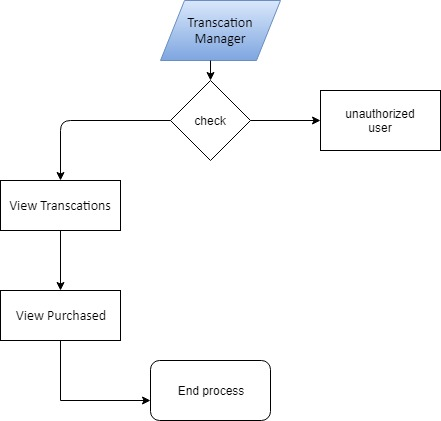 Transcation
Manager
check
unauthorized
user
View Transcations
View Purchased
End process